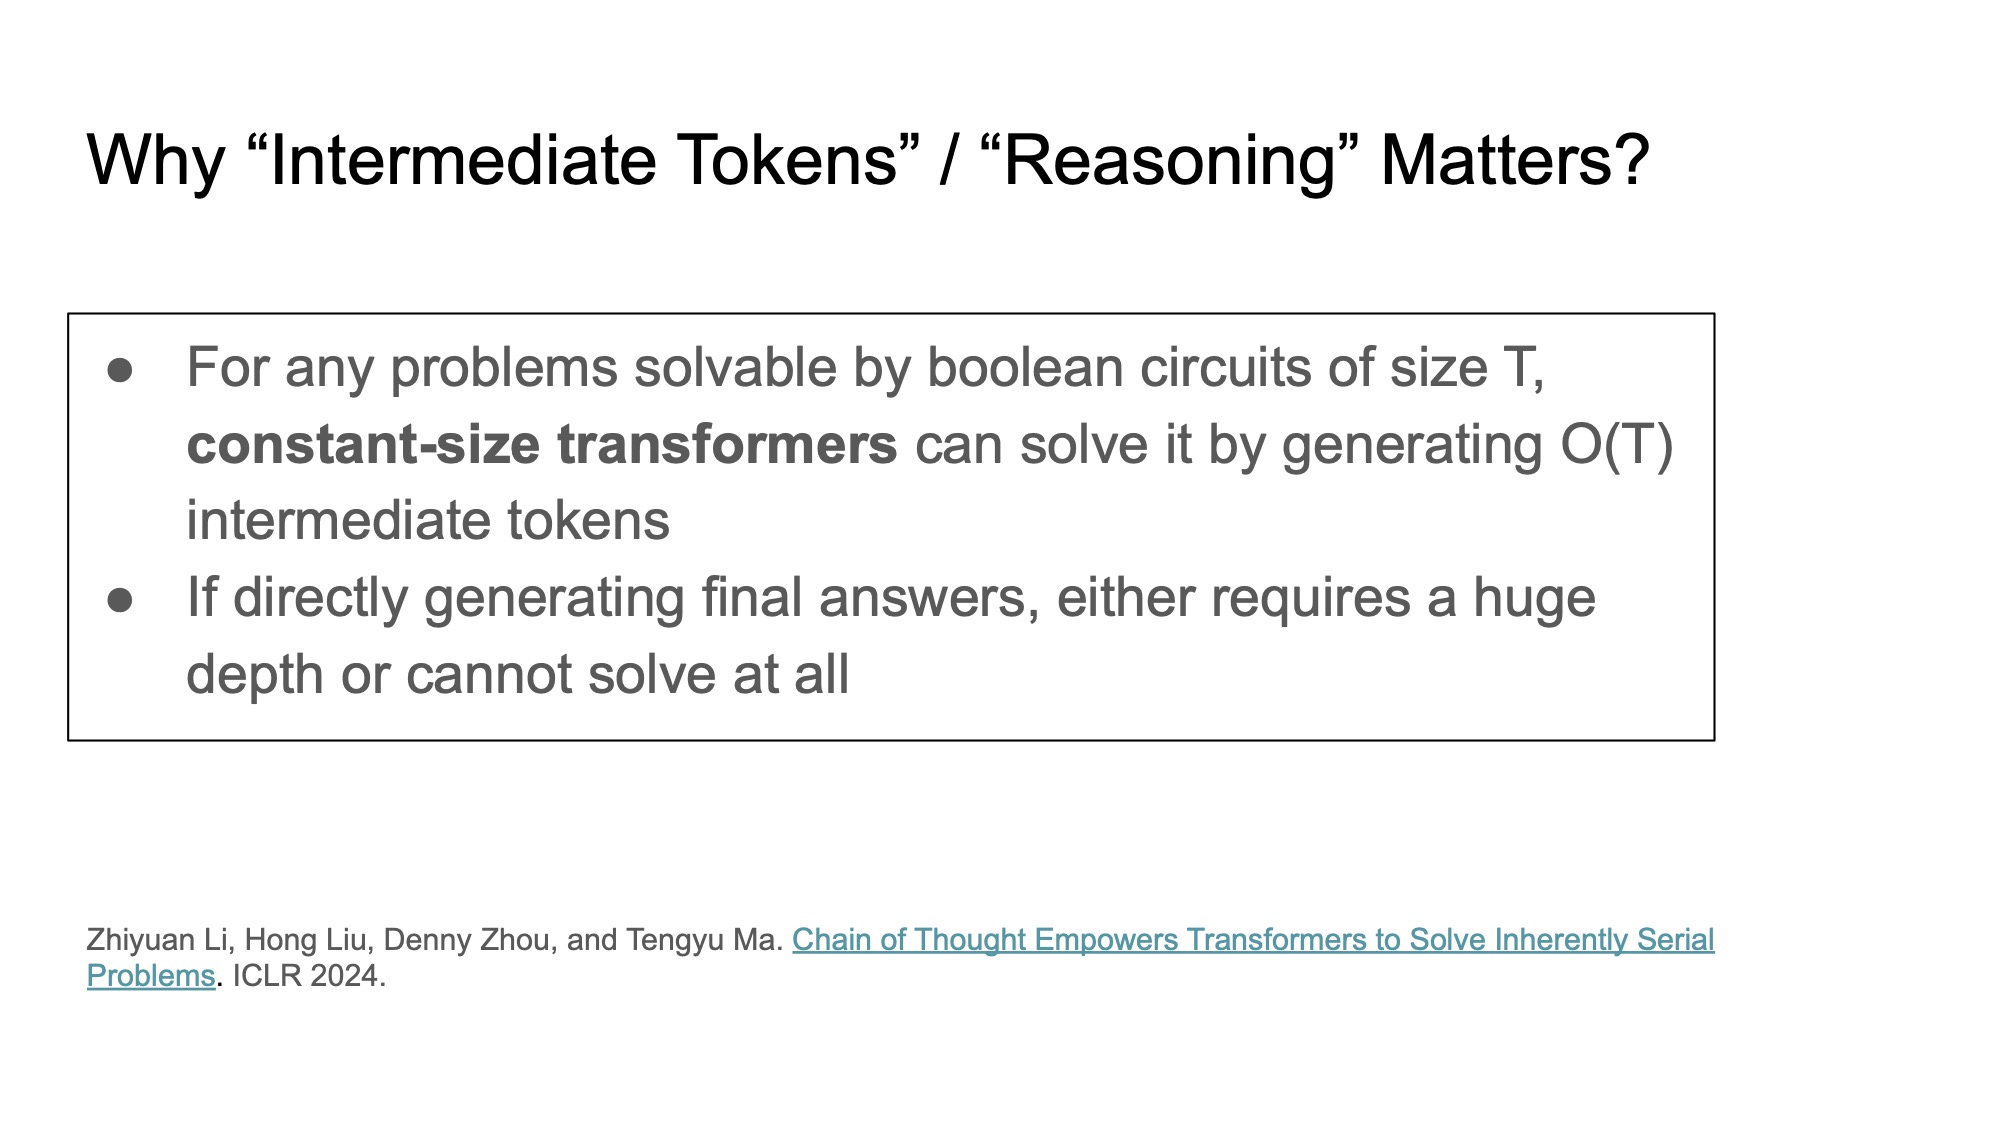 Why “Intermediate Tokens” / “Reasoning” Matters?
● For any problems solvable by boolean circuits of size T,
constant-size transformers can solve it by generating O(T)
intermediate tokens
● If directly generating final answers, either requires a huge
depth or cannot solve at all
Zhiyuan Li, Hong Liu, Denny Zhou, and Tengyu Ma. Chain of Thought Empowers Transformers to Solve Inherently Serial
Problems. ICLR 2024.